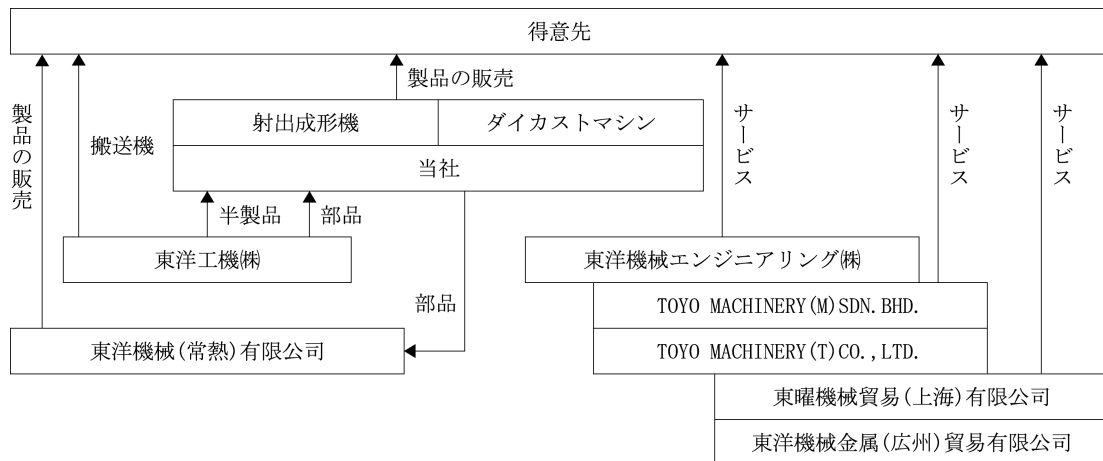 得意先
製品の販売
搬送機
製品の販売
射出成形機
ダイカストマシン
当社
半製品
部品
サービス
サービス
サービス
東洋工機㈱
東洋機械エンジニアリング㈱
部品
TOYO MACHINERY(M)SDN.BHD.
東洋機械(常熱)有限公司
TOYO MACHINERY(T)CO.,LTD.
東曜機械貿易(上海)有限公司
東洋機械金属(広州)貿易有限公司